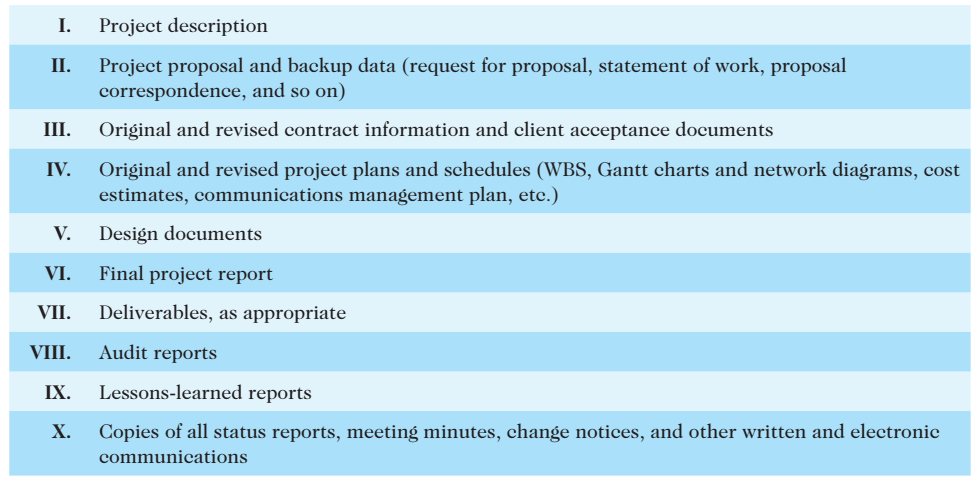 I. Project description
II. Project proposal and backup data (request for proposal, statement of work, proposal
correspondence, and so on)
III. Original and revised contract information and client acceptance documents
IV. Original and revised project plans and schedules (WBS, Gantt charts and network diagrams, cost
estimates, communications management plan, etc.)
V. Design documents
VI. Final project report
VII. Deliverables, as appropriate
VIII. Audit reports
IX. Lessons-learned reports
X. Copies of all status reports, meeting minutes, change notices, and other written and electronic
communications